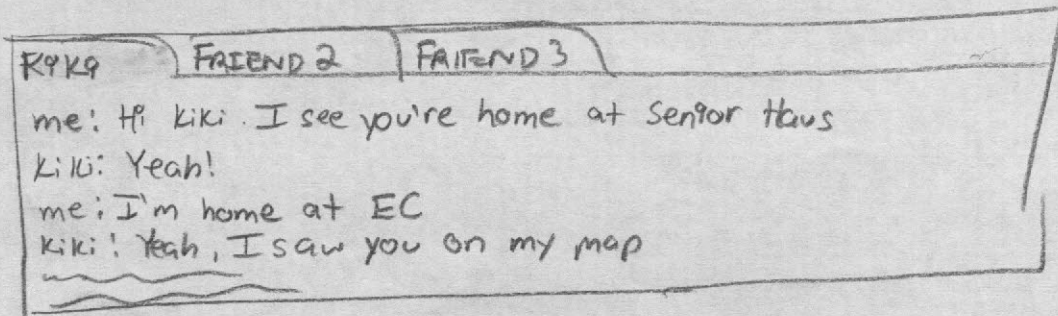 KiKi FRIEND 2 FRIEND 3
me: Hi kiki. I see you're home at Senior Haus
kiki: Yeah!
me: I'm home at EC
kiki: Yeah, I saw you on my map